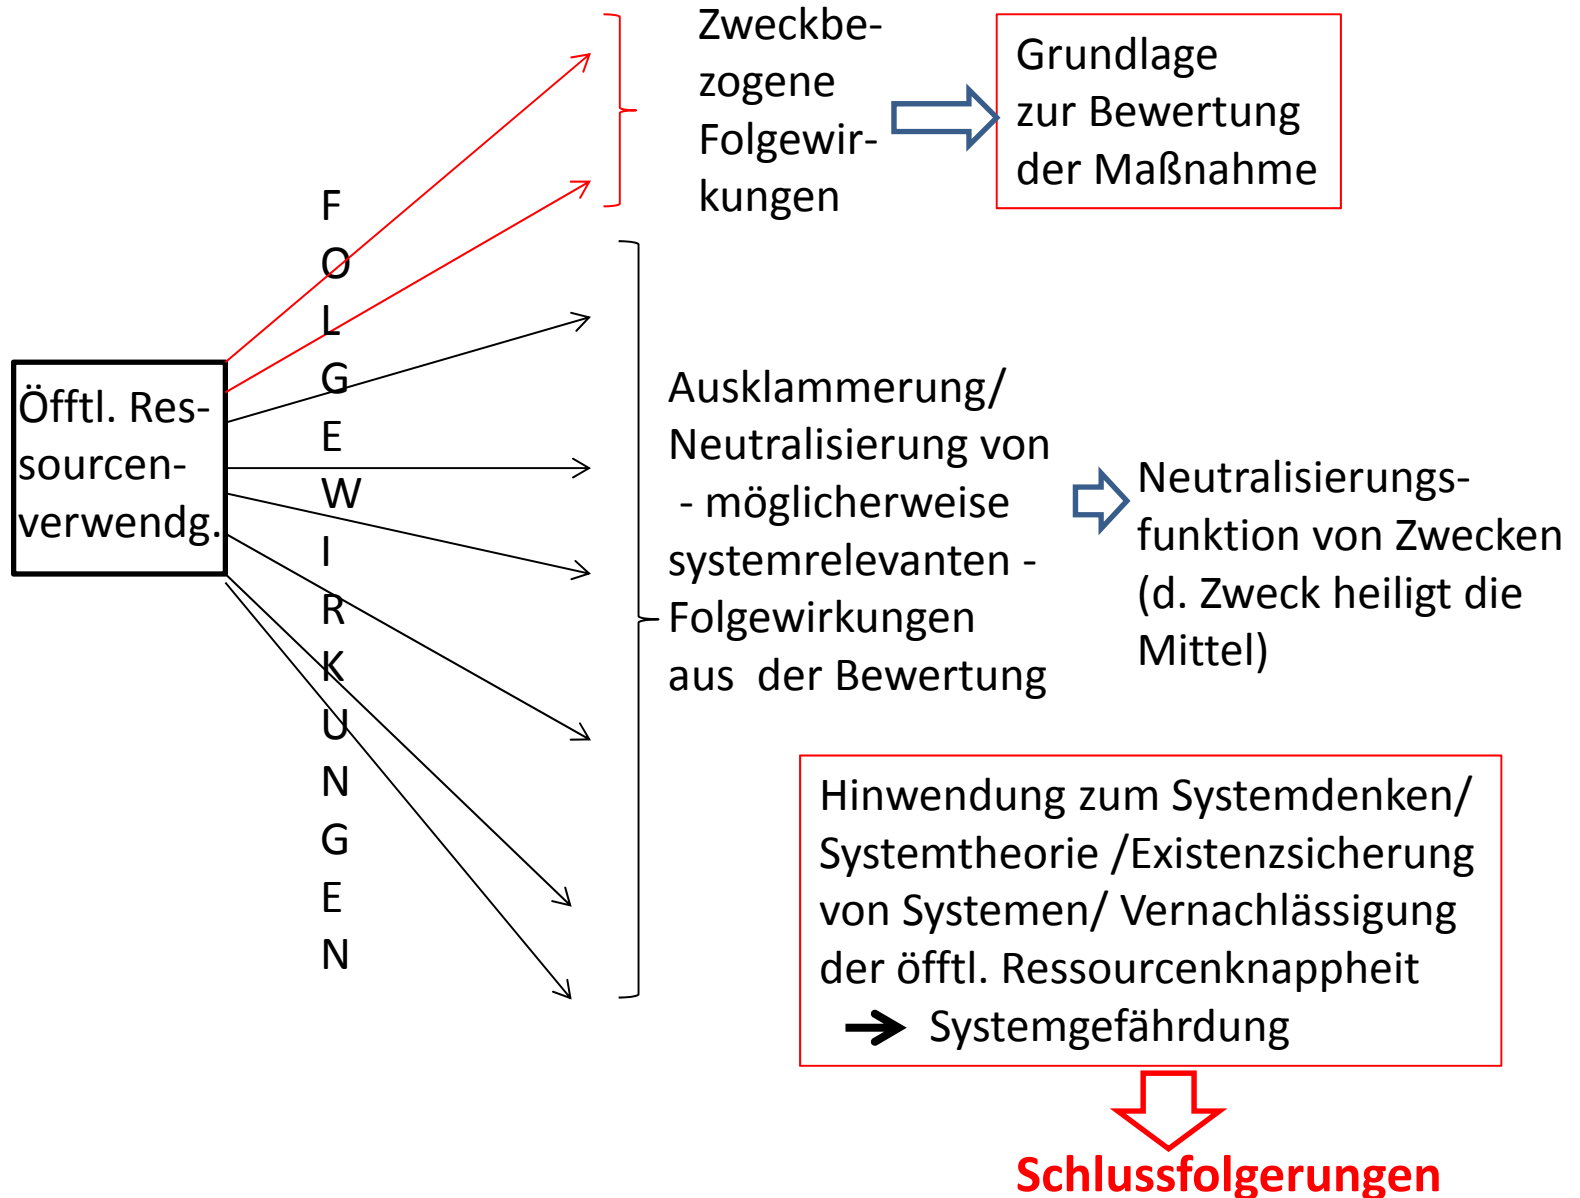 Zweckbe-
zogene
Folgewir-
kungen
Grundlage
zur Bewertung
der Maßnahme
F
O
L
G
E
W
I
R
K
U
N
G
E
N
Öfftl. Res-
sourcen-
verwendg.
Ausklammerung/
Neutralisierung von
- möglicherweise
systemrelevanten -
Folgewirkungen
aus der Bewertung
Neutralisierungs-
funktion von Zwecken
(d. Zweck heiligt die
Mittel)
Hinwendung zum Systemdenken/
Systemtheorie /Existenzsicherung
von Systemen/ Vernachlässigung
der öfftl. Ressourcenknappheit
Systemgefährdung
Schlussfolgerungen